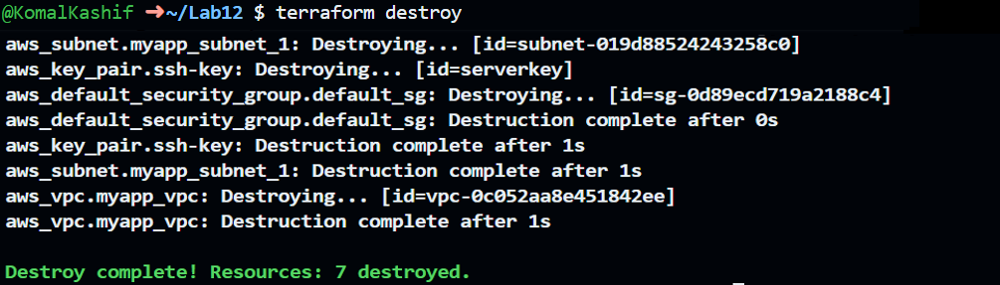 @KomalKashif ➜~/Lab12 $ terraform destroy
aws_subnet.myapp_subnet_1: Destroying... [id=subnet-019d88524243258c0]
aws_key_pair.ssh-key: Destroying... [id=serverkey]
aws_default_security_group.default_sg: Destroying... [id=sg-0d89ecd719a2188c4]
aws_default_security_group.default_sg: Destruction complete after 0s
aws_key_pair.ssh-key: Destruction complete after 1s
aws_subnet.myapp_subnet_1: Destruction complete after 1s
aws_vpc.myapp_vpc: Destroying... [id=vpc-0c052aa8e451842ee]
aws_vpc.myapp_vpc: Destruction complete after 1s
Destroy complete! Resources: 7 destroyed.